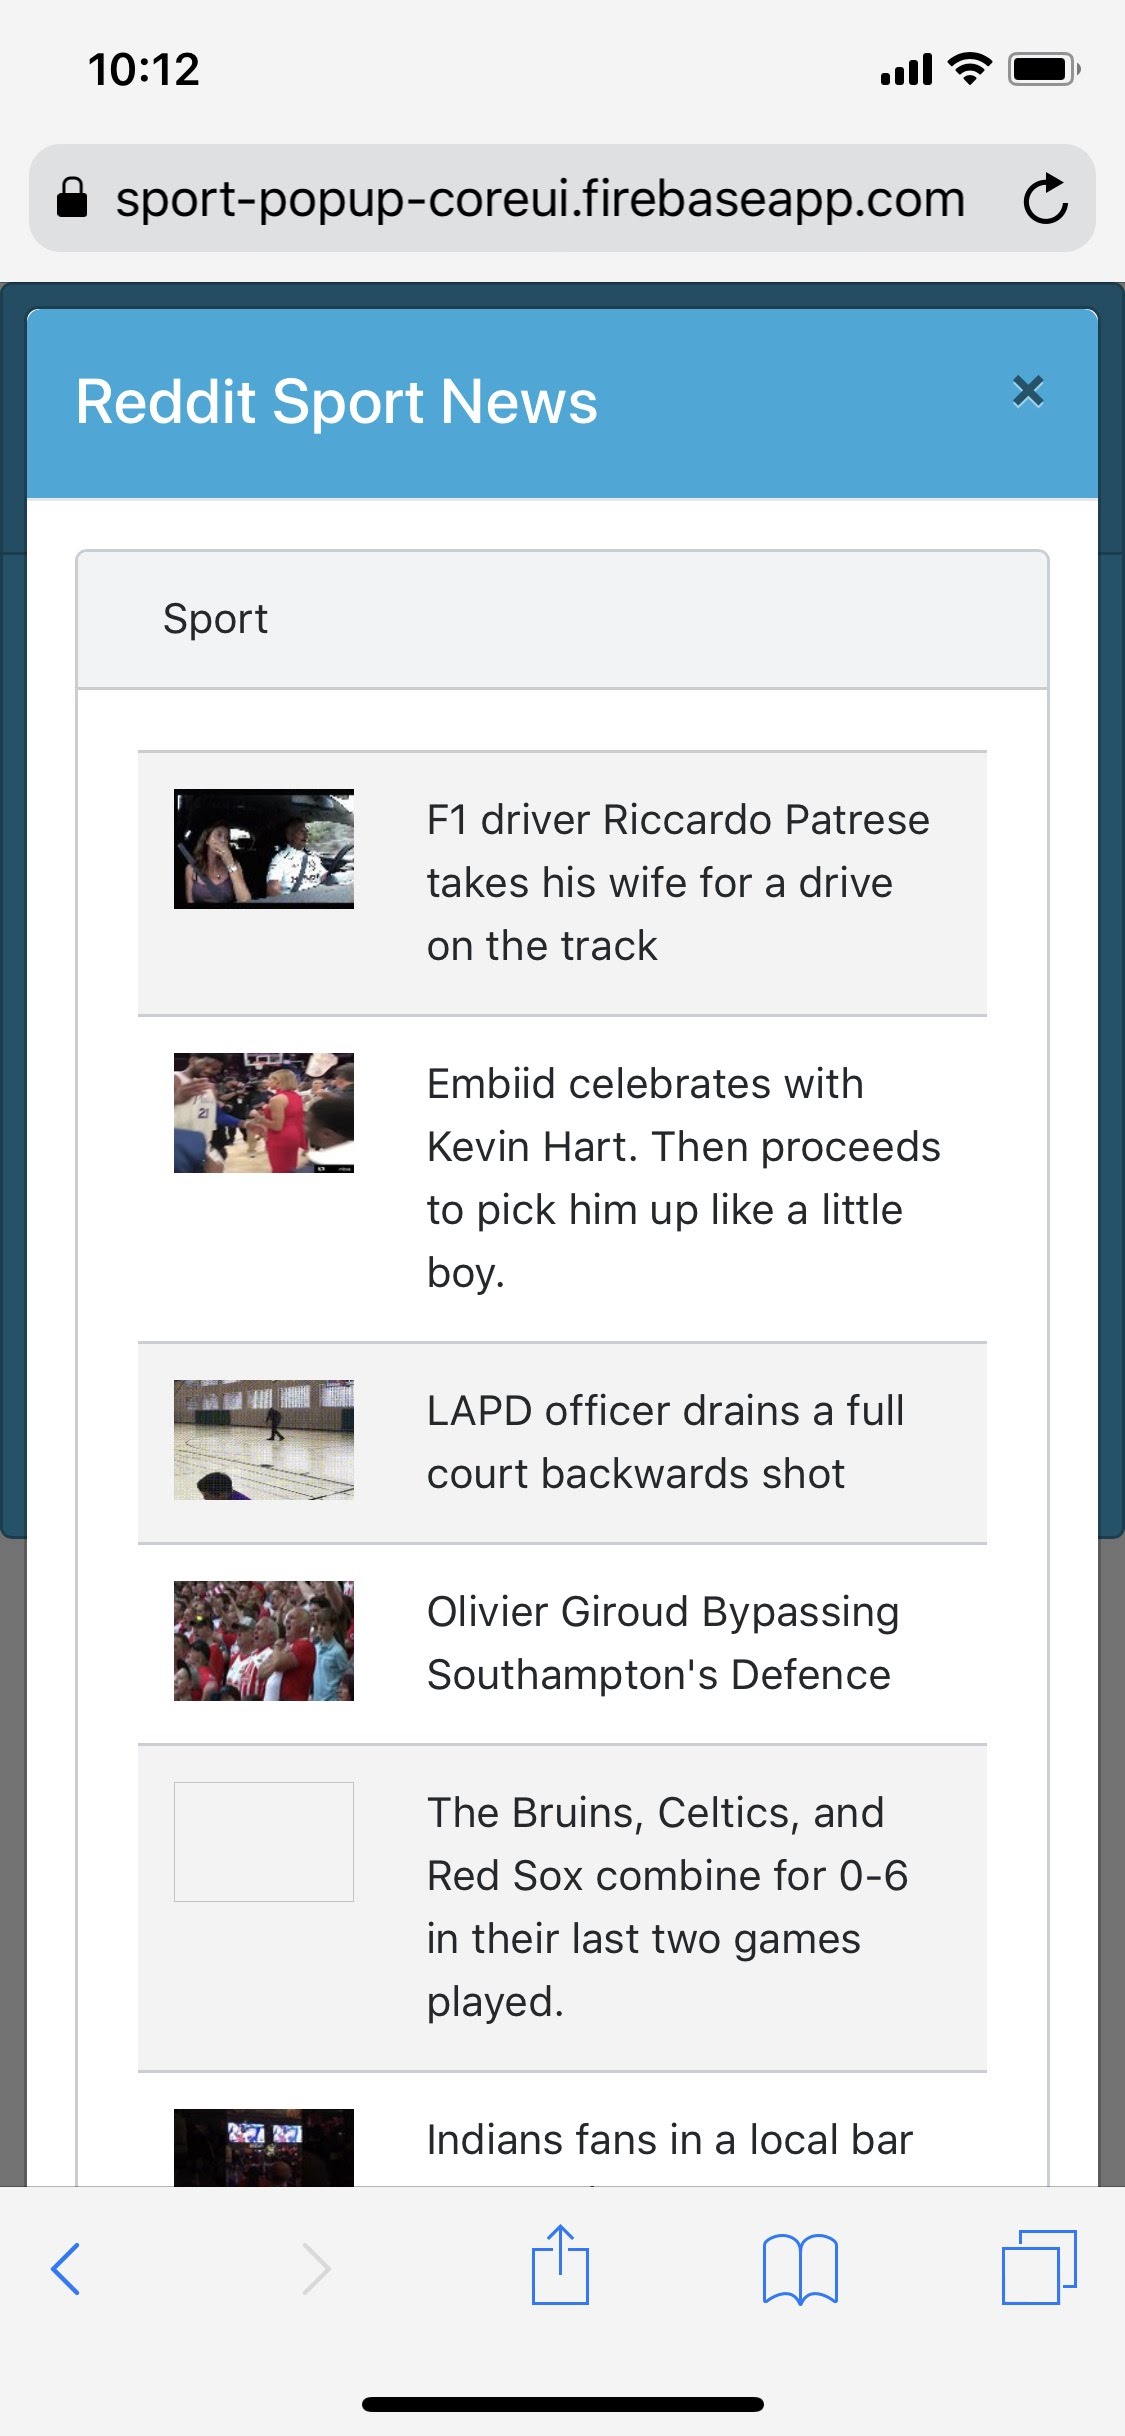 10:12
sport-popup-coreui.firebaseapp.com
Reddit Sport News
×
Sport
F1 driver Riccardo Patrese
takes his wife for a drive
on the track
21
Embiid celebrates with
Kevin Hart. Then proceeds
to pick him up like a little
boy.
LAPD officer drains a full
court backwards shot
Olivier Giroud Bypassing
Southampton's Defence
The Bruins, Celtics, and
Red Sox combine for 0-6
in their last two games
played.
Indians fans in a local bar